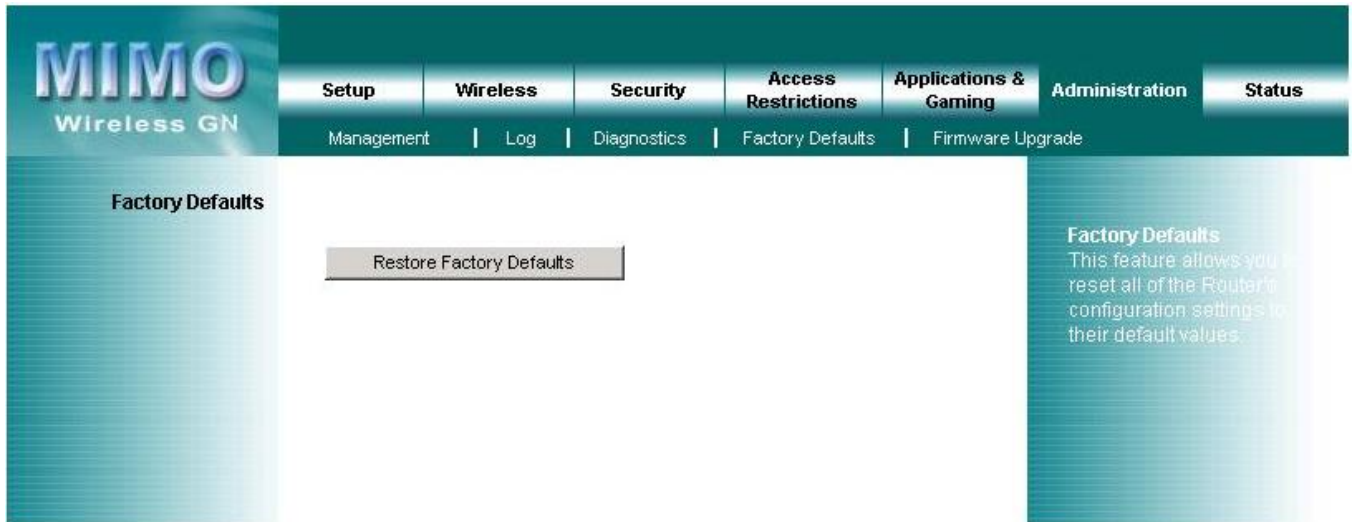 MIMO
Wireless GN
Setup
Wireless
Security
Access
Restrictions
Applications &
Gaming
Administration
Status
Management | Log | Diagnostics | Factory Defaults | Firmware Upgrade
Factory Defaults
Restore Factory Defaults
Factory Defaults
This feature allows you to
reset all of the Router's
configuration settings to
their default values.